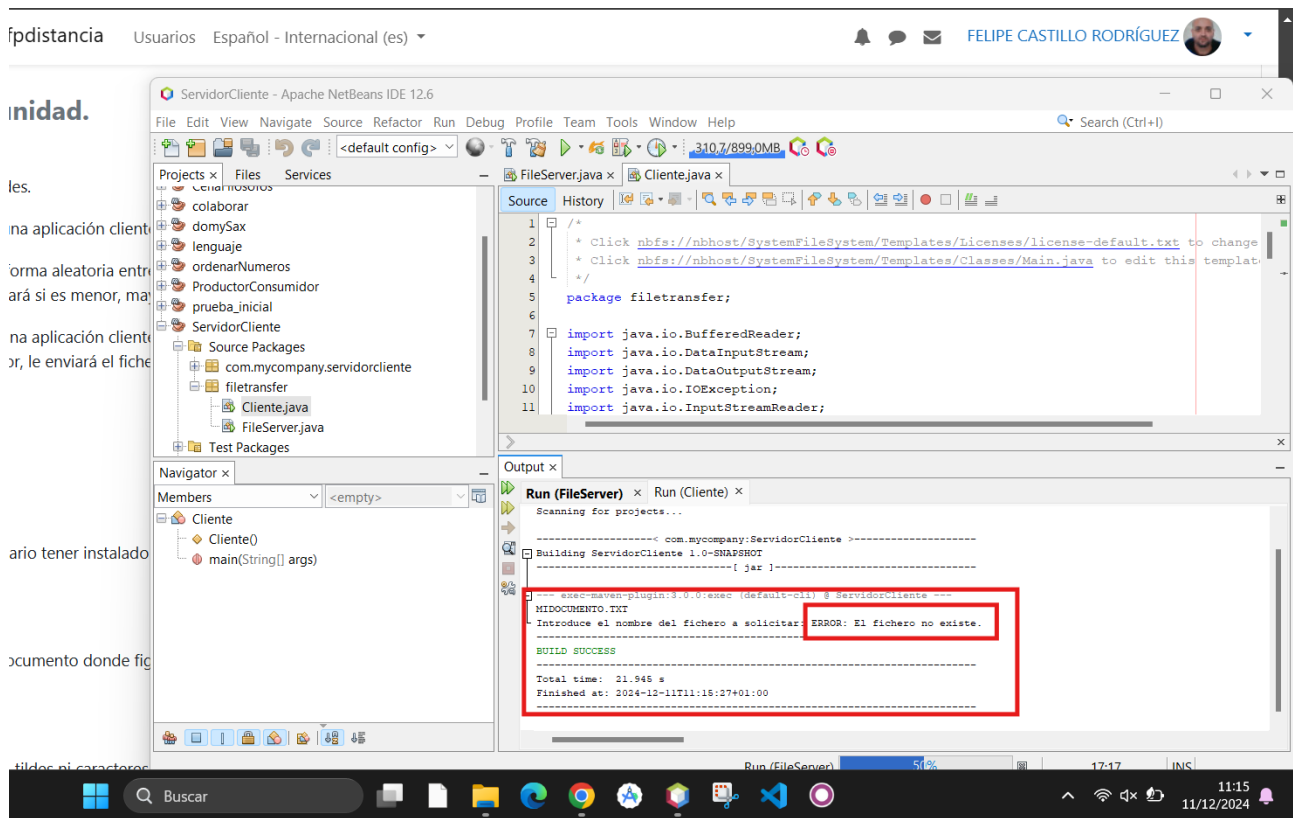 fpdistancia Usuarios Español - Internacional (es) FELIPE CASTILLO RODRÍGUEZ
unidad.
des.
una aplicación client
forma aleatoria entre
ará si es menor, may
na aplicación cliente
or, le enviará el fiche
ario tener instalado
ocumento donde fig
tildes ni caracteres
ServidorCliente - Apache NetBeans IDE 12.6
File Edit View Navigate Source Refactor Run Debug Profile Team Tools Window Help Search (Ctrl+I)
<default config> 310,7/899,0MB
Projects × Files Services
CenaFilosofos
colaborar
domySax
lenguaje
ordenarNumeros
ProductorConsumidor
prueba_inicial
ServidorCliente
Source Packages
com.mycompany.servidorcliente
filetransfer
Cliente.java
FileServer.java
Test Packages
Navigator ×
Members <empty>
Cliente
Cliente()
main(String[] args)
FileServer.java × Cliente.java ×
Source History
1 /*
2 * Click nbfs://nbhost/SystemFileSystem/Templates/Licenses/license-default.txt to change
3 * Click nbfs://nbhost/SystemFileSystem/Templates/Classes/Main.java to edit this templat
4 */
5 package filetransfer;
6
7 import java.io.BufferedReader;
8 import java.io.DataInputStream;
9 import java.io.DataOutputStream;
10 import java.io.IOException;
11 import java.io.InputStreamReader;
Output ×
Run (FileServer) × Run (Cliente) ×
Scanning for projects...
--------------------< com.mycompany:ServidorCliente >---------------------
Building ServidorCliente 1.0-SNAPSHOT
--------------------------------[ jar ]---------------------------------
--- exec-maven-plugin:3.0.0:exec (default-cli) @ ServidorCliente ---
MIDOCUMENTO.TXT
Introduce el nombre del fichero a solicitar: ERROR: El fichero no existe.
------------------------------------------------------------------------
BUILD SUCCESS
------------------------------------------------------------------------
Total time: 21.945 s
Finished at: 2024-12-11T11:15:27+01:00
------------------------------------------------------------------------
Run (FileServer) 50% 17:17 INS
Buscar
11:15
11/12/2024